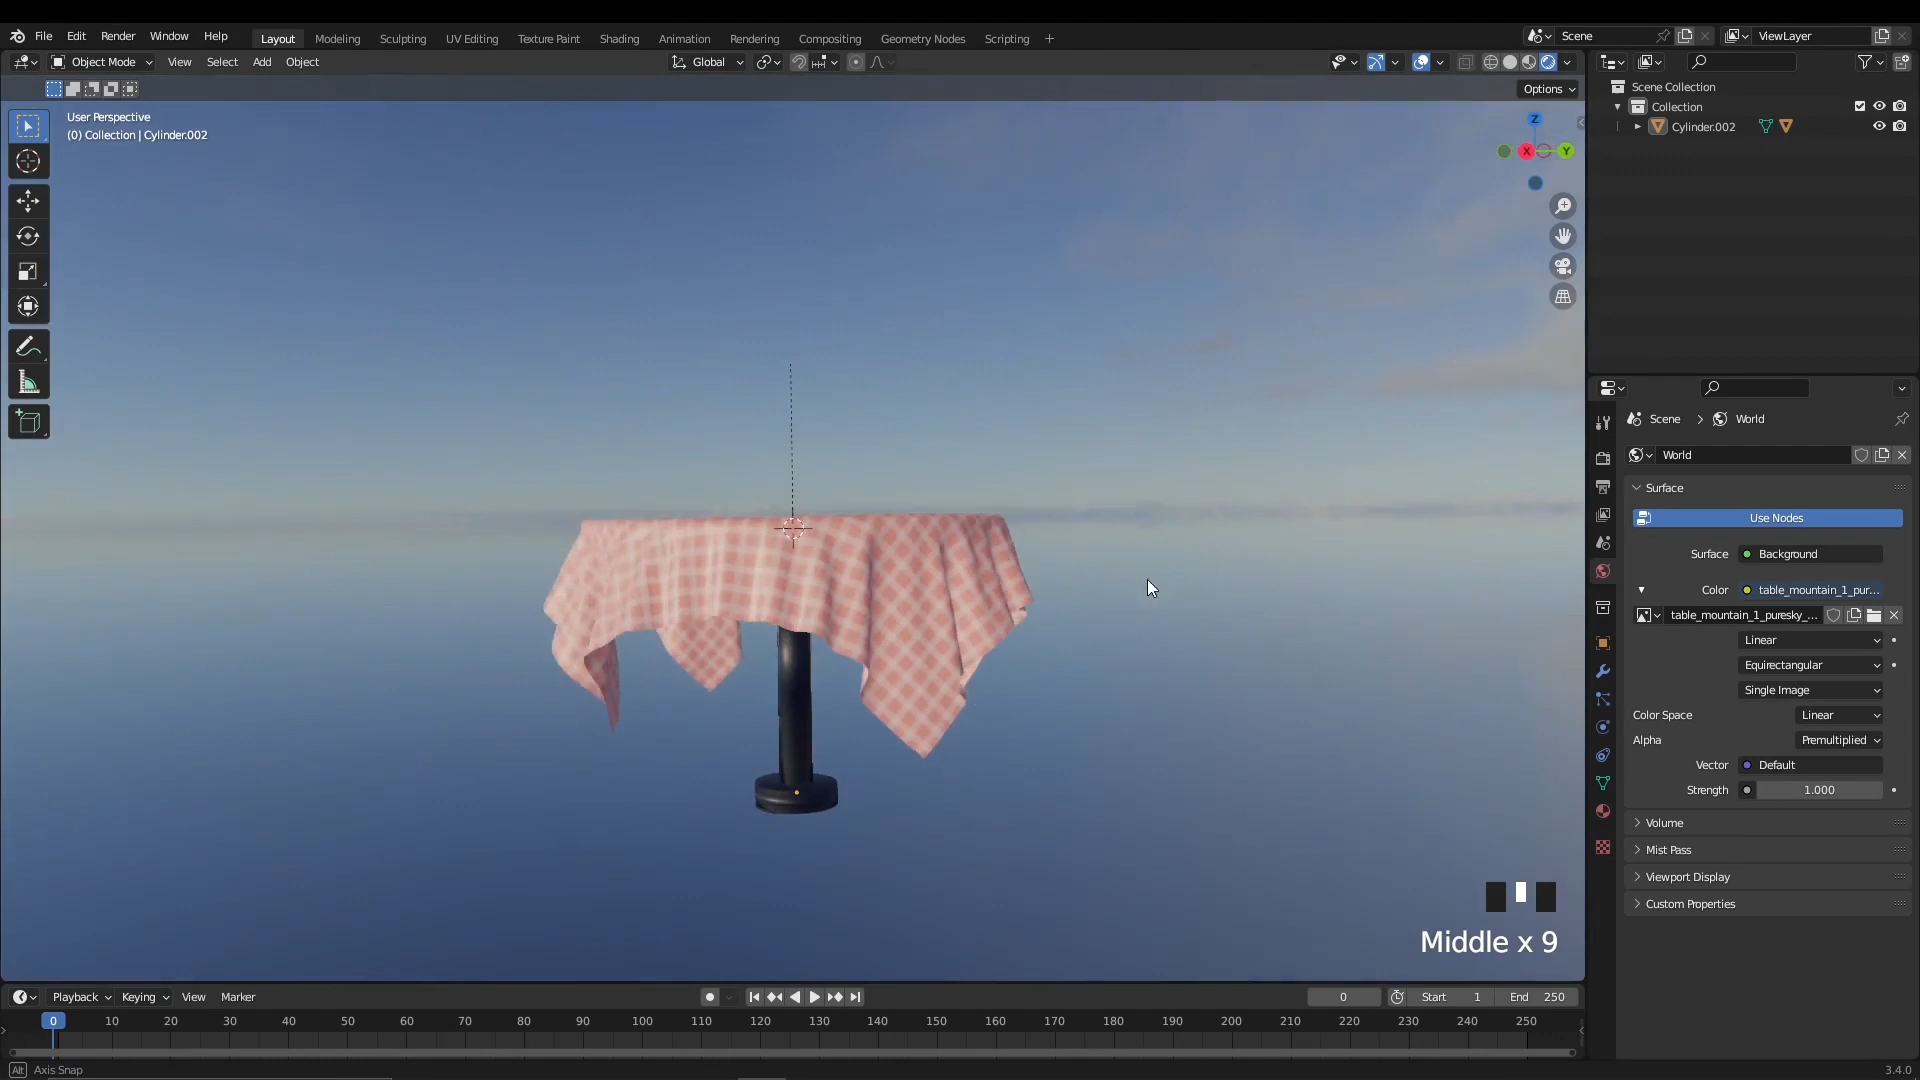 File Edit Render Window Help Layout Modeling Sculpting UV Editing Texture Paint Shading Animation Rendering Compositing Geometry Nodes Scripting + Scene ViewLayer
Object Mode View Select Add Object Global
Options
User Perspective
(0) Collection | Cylinder.002
Z
X
Y
Scene Collection
Collection
Cylinder.002
Scene > World
World
Surface
Use Nodes
Surface Background
Color table_mountain_1_pur...
table_mountain_1_puresky_...
Linear
Equirectangular
Single Image
Color Space Linear
Alpha Premultiplied
Vector Default
Strength 1.000
Volume
Mist Pass
Viewport Display
Custom Properties
Middle x 9
Playback Keying View Marker 0 Start 1 End 250
0 10 20 30 40 50 60 70 80 90 100 110 120 130 140 150 160 170 180 190 200 210 220 230 240 250
Alt Axis Snap 3.4.0